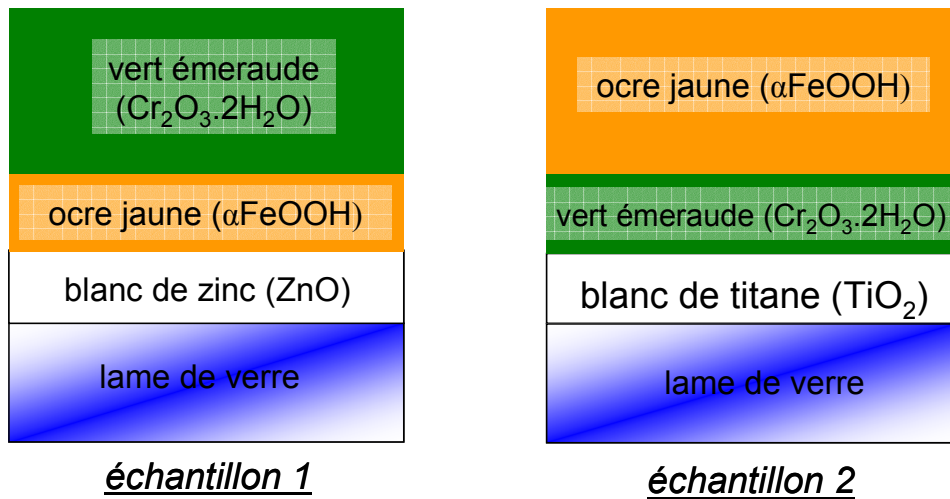 vert émeraude
(Cr₂O₃.2H₂O)
ocre jaune (αFeOOH)
blanc de zinc (ZnO)
lame de verre
échantillon 1
ocre jaune (αFeOOH)
vert émeraude (Cr₂O₃.2H₂O)
blanc de titane (TiO₂)
lame de verre
échantillon 2